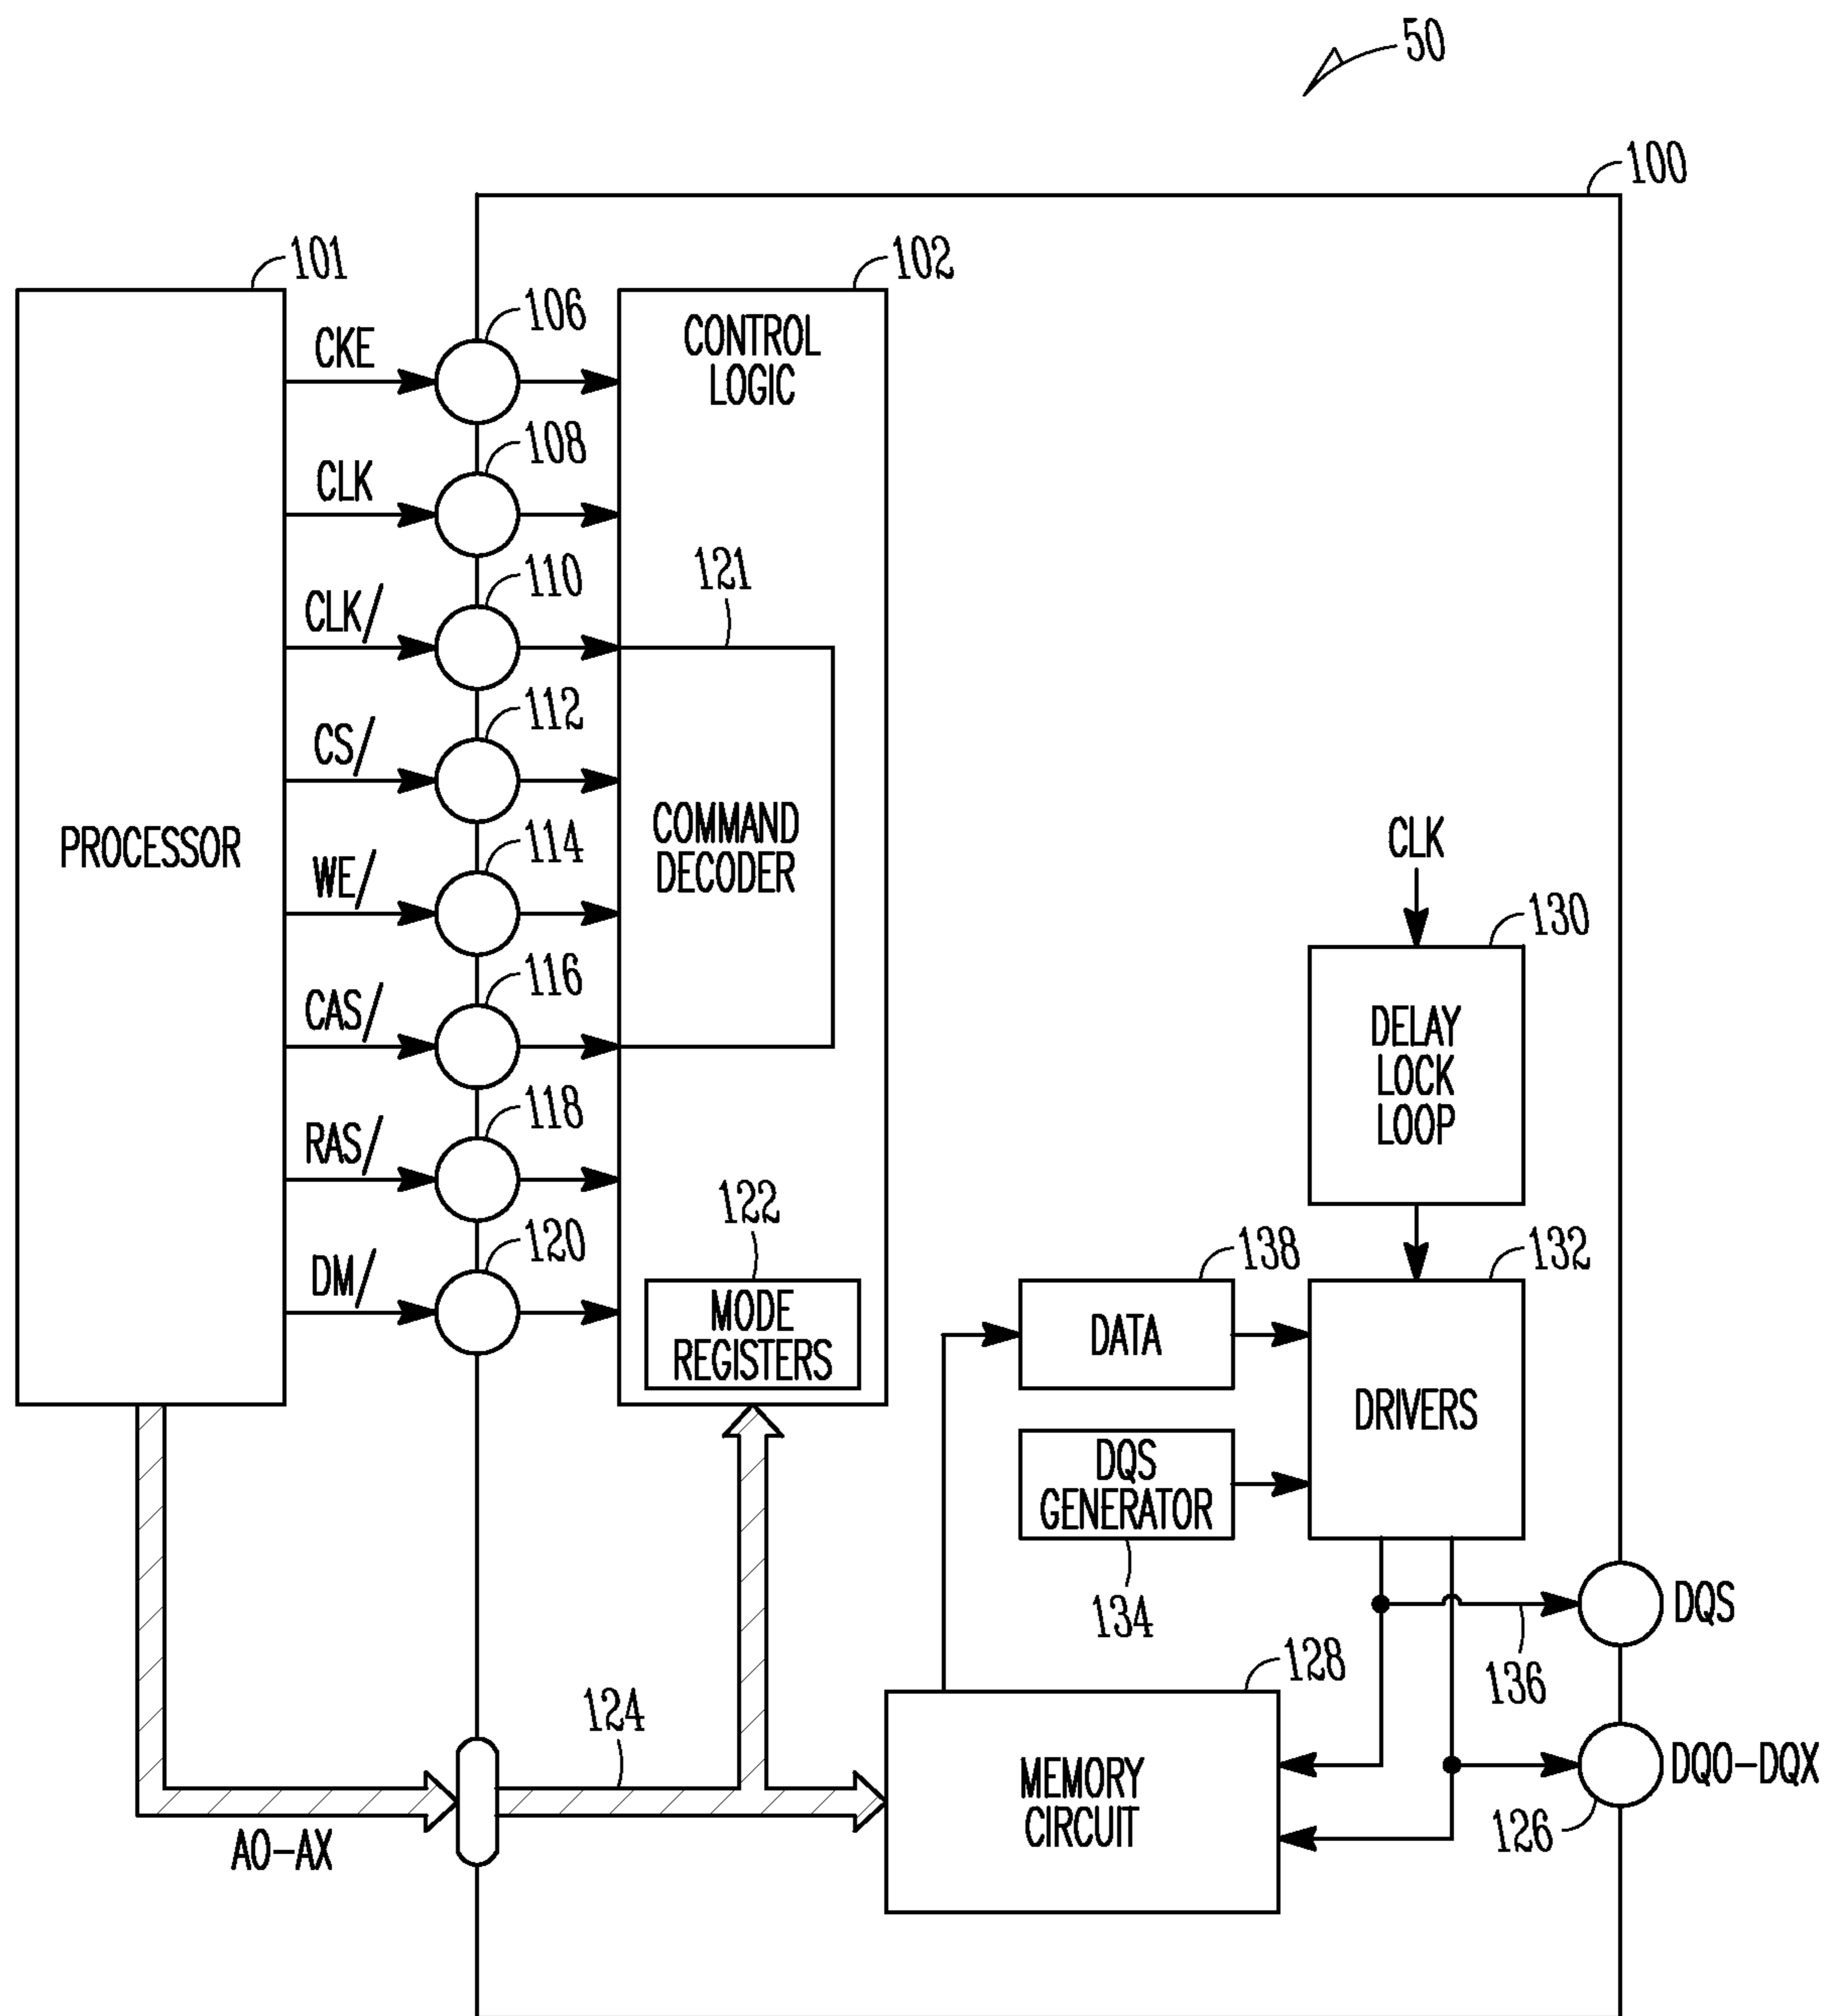 50
100
101
102
106
CKE
CONTROL
LOGIC
108
CLK
110
121
CLK/
112
CS/
PROCESSOR
COMMAND
DECODER
114
WE/
CLK
130
116
CAS/
DELAY
LOCK
LOOP
118
RAS/
122
120
138
132
DM/
MODE
REGISTERS
DATA
DRIVERS
DQS
GENERATOR
134
DQS
136
128
124
MEMORY
CIRCUIT
DQ0-DQX
126
A0-AX